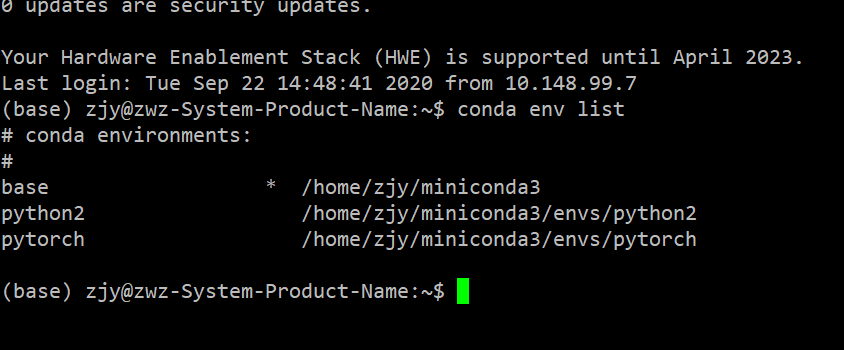 0 updates are security updates.
Your Hardware Enablement Stack (HWE) is supported until April 2023.
Last login: Tue Sep 22 14:48:41 2020 from 10.148.99.7
(base) zjy@zwz-System-Product-Name:~$ conda env list
# conda environments:
#
base                  *  /home/zjy/miniconda3
python2                  /home/zjy/miniconda3/envs/python2
pytorch                  /home/zjy/miniconda3/envs/pytorch
(base) zjy@zwz-System-Product-Name:~$